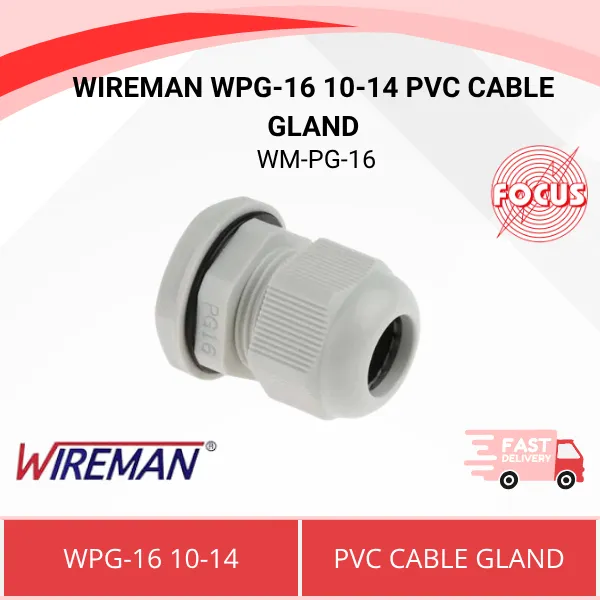 WIREMAN WPG-16 10-14 PVC CABLE
GLAND
WM-PG-16
FOCUS
PG16
WIREMAN®
FAST
DELIVERY
WPG-16 10-14
PVC CABLE GLAND